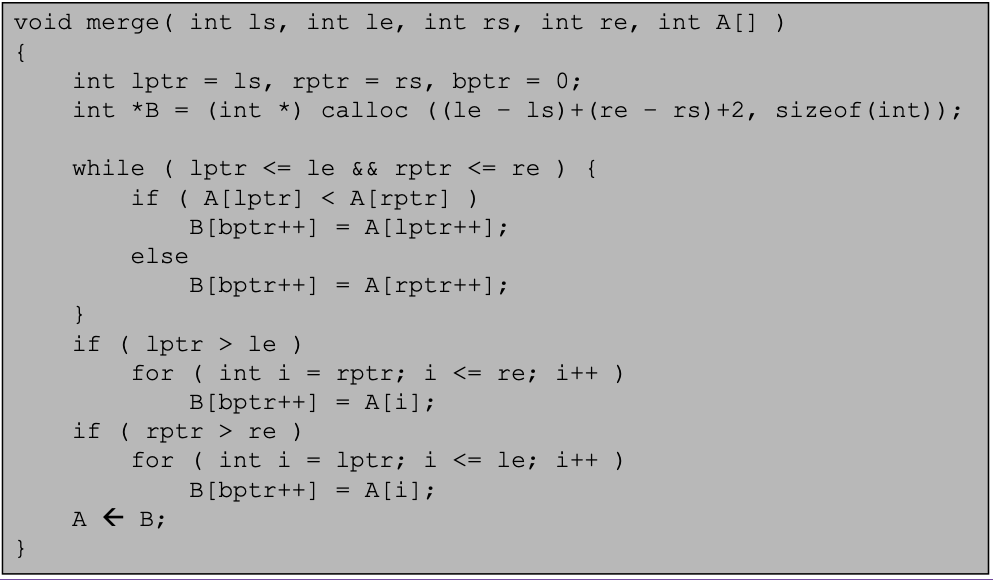 void merge( int ls, int le, int rs, int re, int A[] )
{
    int lptr = ls, rptr = rs, bptr = 0;
    int *B = (int *) calloc ((le – ls)+(re – rs)+2, sizeof(int));

    while ( lptr <= le && rptr <= re ) {
        if ( A[lptr] < A[rptr] )
            B[bptr++] = A[lptr++];
        else
            B[bptr++] = A[rptr++];
    }
    if ( lptr > le )
        for ( int i = rptr; i <= re; i++ )
            B[bptr++] = A[i];
    if ( rptr > re )
        for ( int i = lptr; i <= le; i++ )
            B[bptr++] = A[i];
    A ← B;
}